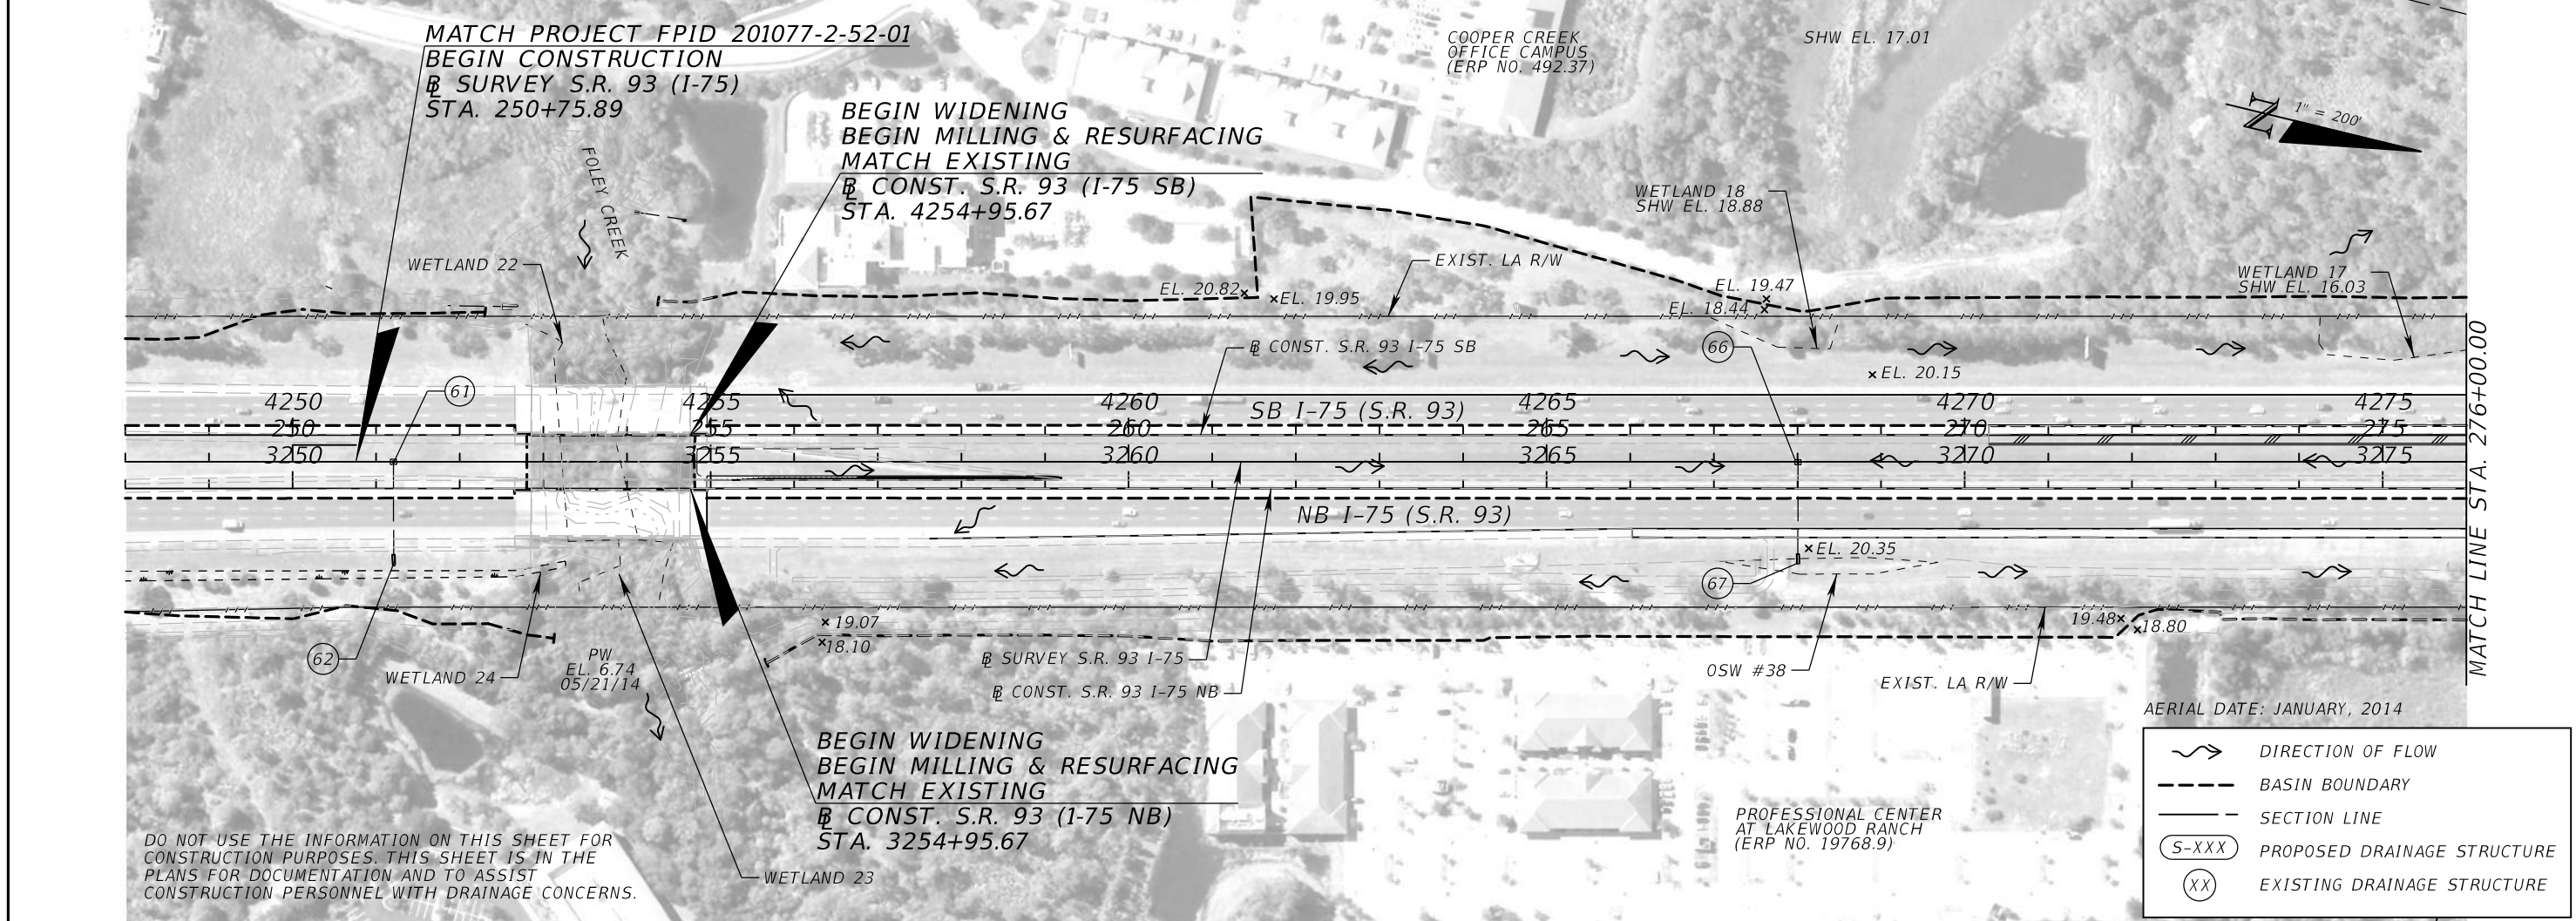 MATCH PROJECT FPID 201077-2-52-01
BEGIN CONSTRUCTION
BL SURVEY S.R. 93 (I-75)
STA. 250+75.89
BEGIN WIDENING
BEGIN MILLING & RESURFACING
MATCH EXISTING
BL CONST. S.R. 93 (I-75 SB)
STA. 4254+95.67
COOPER CREEK
OFFICE CAMPUS
(ERP NO. 492.37)
SHW EL. 17.01
N
1" = 200'
FOLEY CREEK
WETLAND 22
WETLAND 18
SHW EL. 18.88
EXIST. LA R/W
EL. 20.82
EL. 19.95
EL. 19.47
EL. 18.44
WETLAND 17
SHW EL. 16.03
BL CONST. S.R. 93 I-75 SB
66
EL. 20.15
61
4250
4255
4260
4265
4270
4275
SB I-75 (S.R. 93)
250
255
260
265
270
275
3250
3255
3260
3265
3270
3275
NB I-75 (S.R. 93)
MATCH LINE STA. 276+00.00
EL. 20.35
67
62
19.07
18.10
19.48
18.80
WETLAND 24
PW
EL. 6.74
05/21/14
BL SURVEY S.R. 93 I-75
BL CONST. S.R. 93 I-75 NB
OSW #38
EXIST. LA R/W
BEGIN WIDENING
BEGIN MILLING & RESURFACING
MATCH EXISTING
BL CONST. S.R. 93 (I-75 NB)
STA. 3254+95.67
WETLAND 23
PROFESSIONAL CENTER
AT LAKEWOOD RANCH
(ERP NO. 19768.9)
DO NOT USE THE INFORMATION ON THIS SHEET FOR
CONSTRUCTION PURPOSES. THIS SHEET IS IN THE
PLANS FOR DOCUMENTATION AND TO ASSIST
CONSTRUCTION PERSONNEL WITH DRAINAGE CONCERNS.
AERIAL DATE: JANUARY, 2014
DIRECTION OF FLOW
BASIN BOUNDARY
SECTION LINE
S-XXX PROPOSED DRAINAGE STRUCTURE
XX EXISTING DRAINAGE STRUCTURE